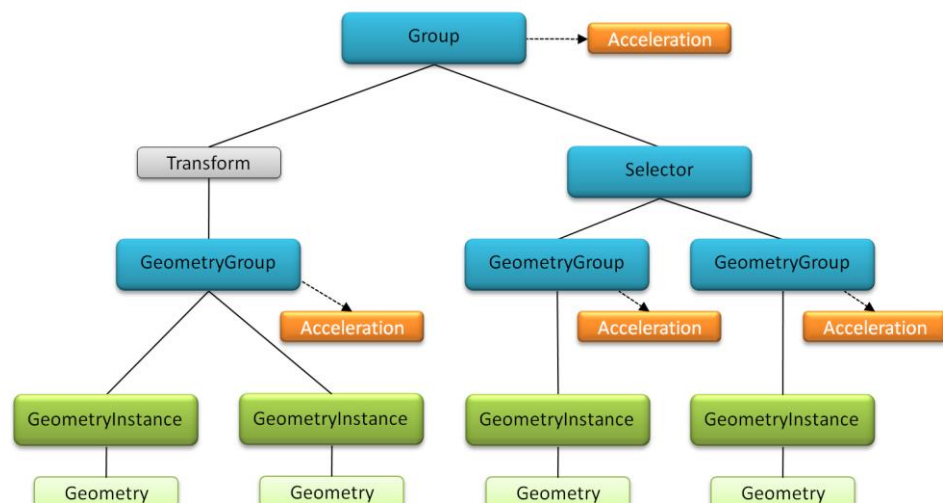 Group
Acceleration
Transform
Selector
GeometryGroup
GeometryGroup
GeometryGroup
Acceleration
Acceleration
Acceleration
GeometryInstance
GeometryInstance
GeometryInstance
GeometryInstance
Geometry
Geometry
Geometry
Geometry